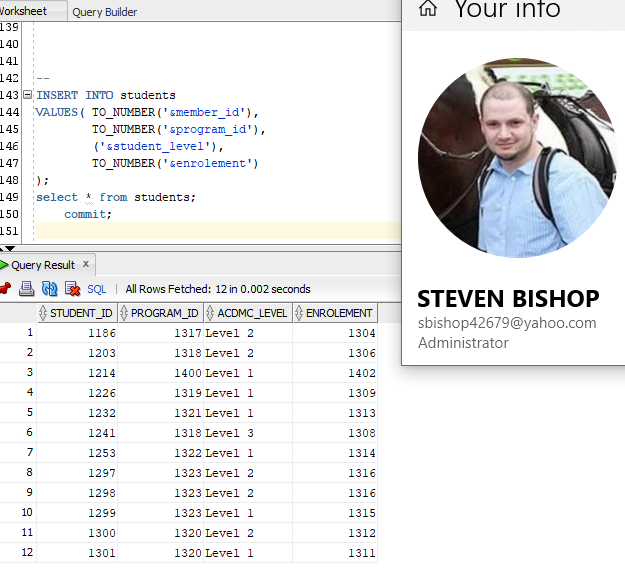 Worksheet Query Builder
139
140
141
142 --
143 INSERT INTO students
144 VALUES( TO_NUMBER('&member_id'),
145 TO_NUMBER('&program_id'),
146 ('&student_level'),
147 TO_NUMBER('&enrolement')
148 );
149 select * from students;
150 commit;
151
Query Result x
SQL | All Rows Fetched: 12 in 0.002 seconds
STUDENT_ID PROGRAM_ID ACDMC_LEVEL ENROLEMENT
1 1186 1317 Level 2 1304
2 1203 1318 Level 2 1306
3 1214 1400 Level 1 1402
4 1226 1319 Level 1 1309
5 1232 1321 Level 1 1313
6 1241 1318 Level 3 1308
7 1253 1322 Level 1 1314
8 1297 1323 Level 2 1316
9 1298 1323 Level 2 1316
10 1299 1323 Level 1 1315
11 1300 1320 Level 2 1312
12 1301 1320 Level 1 1311
Your info
STEVEN BISHOP
sbishop42679@yahoo.com
Administrator